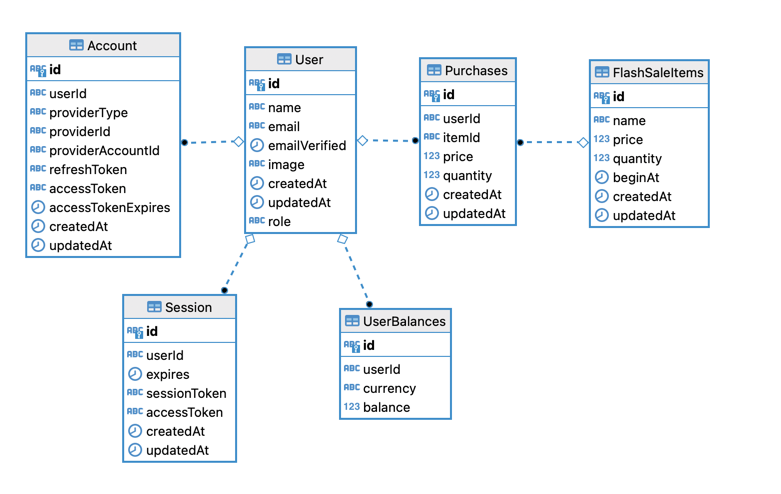 Account
ABC id
ABC userId
ABC providerType
ABC providerId
ABC providerAccountId
ABC refreshToken
ABC accessToken
accessTokenExpires
createdAt
updatedAt
User
ABC id
ABC name
ABC email
emailVerified
ABC image
createdAt
updatedAt
ABC role
Purchases
ABC id
ABC userId
ABC itemId
123 price
123 quantity
createdAt
updatedAt
FlashSaleItems
ABC id
ABC name
123 price
123 quantity
beginAt
createdAt
updatedAt
Session
ABC id
ABC userId
expires
ABC sessionToken
ABC accessToken
createdAt
updatedAt
UserBalances
ABC id
ABC userId
ABC currency
123 balance